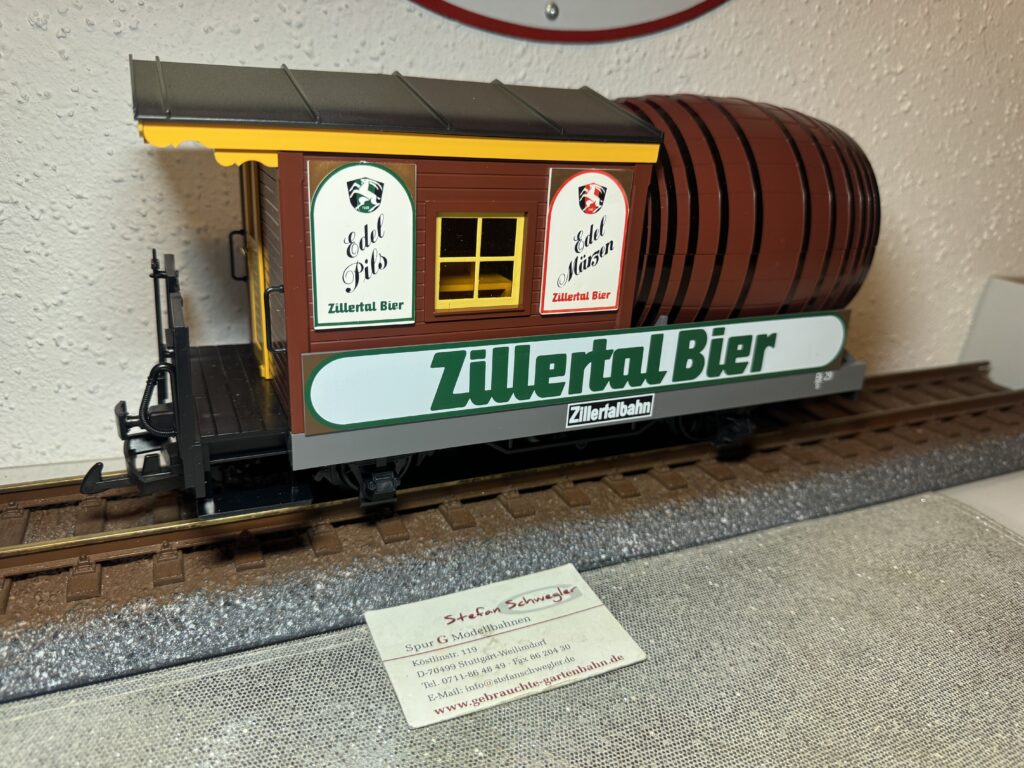 Edel
Pils
Zillertal Bier
Edel
Märzen
Zillertal Bier
Zillertal Bier
Zillertalbahn
Stefan Schwegler
Spur G Modellbahnen
Köstlinstr. 119
D-70499 Stuttgart-Weilimdorf
Tel. 0711-86 48 49 · Fax 86 204 30
E-Mail: info@stefanschwegler.de
www.gebrauchte-gartenbahn.de